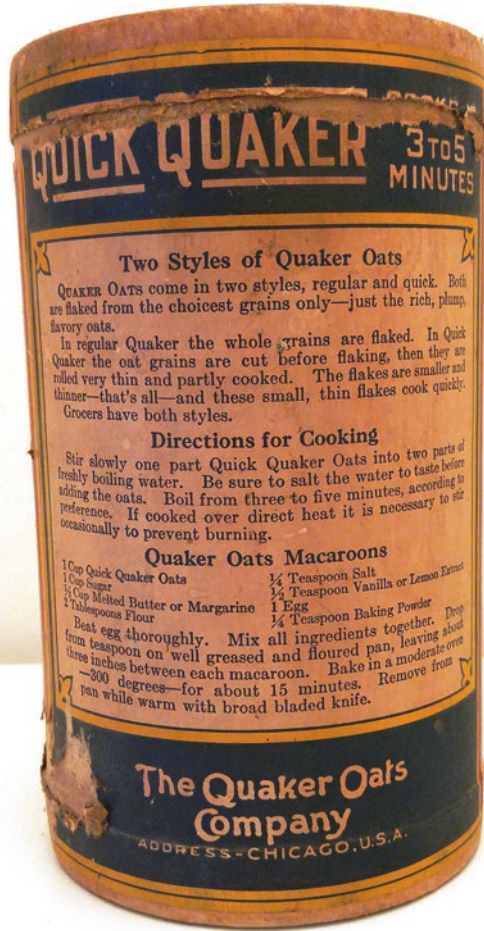 QUICK QUAKER
3 TO 5
MINUTES
Two Styles of Quaker Oats
QUAKER OATS come in two styles, regular and quick. Both
are flaked from the choicest grains only—just the rich, plump,
flavory oats.
In regular Quaker the whole grains are flaked. In Quick
Quaker the oat grains are cut before flaking, then they are
rolled very thin and partly cooked. The flakes are smaller and
thinner—that's all—and these small, thin flakes cook quickly.
Grocers have both styles.
Directions for Cooking
Stir slowly one part Quick Quaker Oats into two parts of
freshly boiling water. Be sure to salt the water to taste before
adding the oats. Boil from three to five minutes, according to
preference. If cooked over direct heat it is necessary to stir
occasionally to prevent burning.
Quaker Oats Macaroons
1 Cup Quick Quaker Oats
1 Cup Sugar
Cup Melted Butter or Margarine
2 Tablespoons Flour
¼ Teaspoon Salt
½ Teaspoon Vanilla or Lemon Extract
1 Egg
¼ Teaspoon Baking Powder
Beat egg thoroughly. Mix all ingredients together. Drop
from teaspoon on well greased and floured pan, leaving about
three inches between each macaroon. Bake in a moderate oven
—300 degrees—for about 15 minutes. Remove from
pan while warm with broad bladed knife.
The Quaker Oats
Company
ADDRESS-CHICAGO, U.S.A.